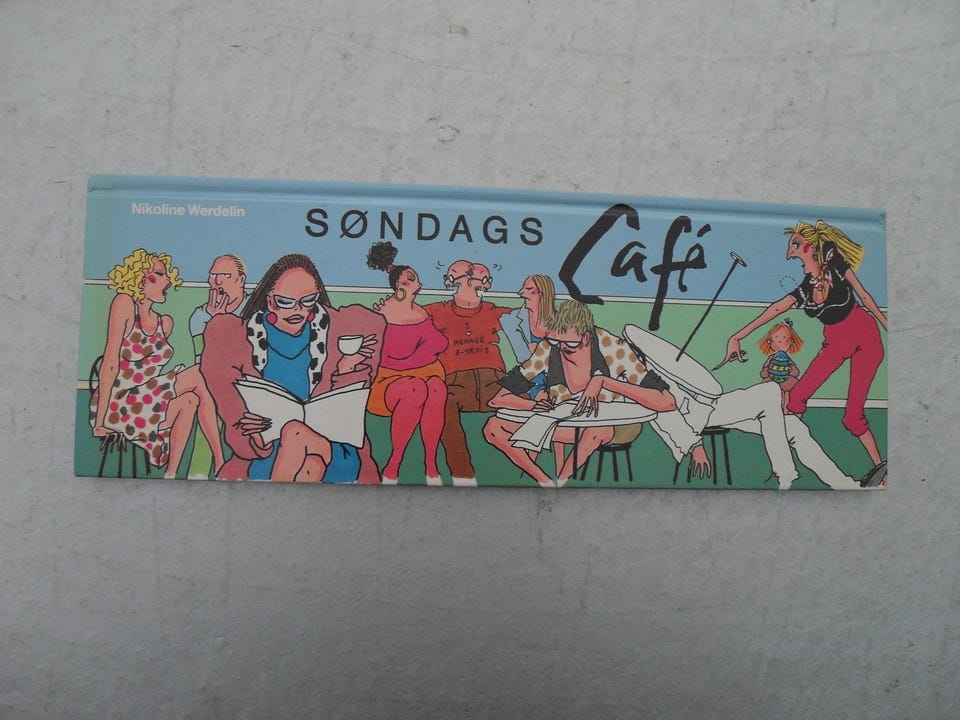 Nikoline Werdelin
SØNDAGS Café
MENAGE
A-TROIS